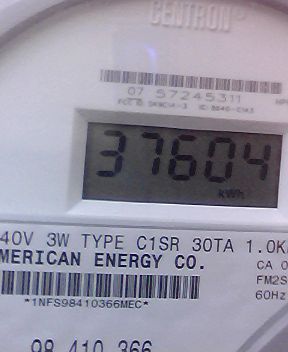 CENTRON
07 57245311
37604
kWh
40V 3W TYPE C1SR 30TA 1.0K
MERICAN ENERGY CO.
CA 0
FM2S
60Hz
*1NFS98410366MEC*
98 410 366